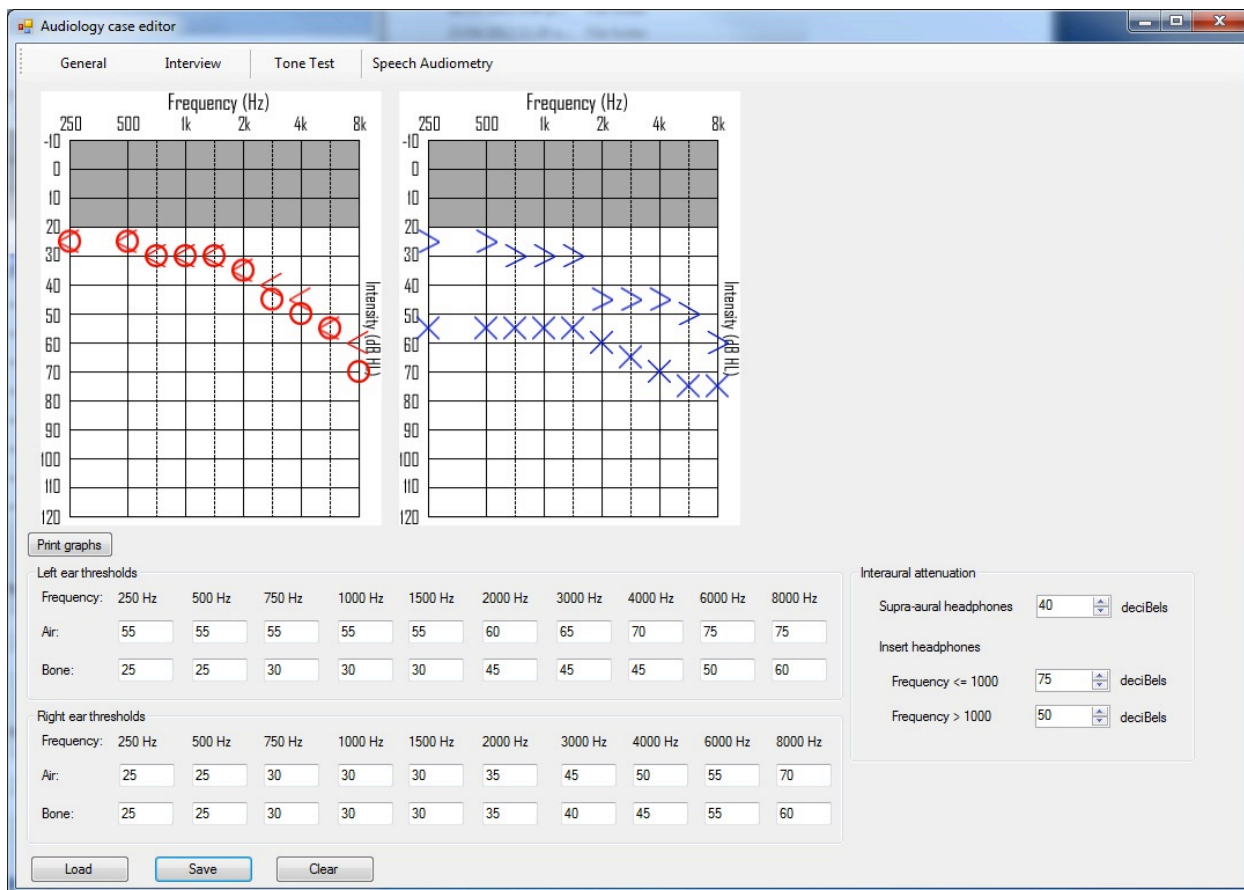 Audiology case editor
General Interview Tone Test Speech Audiometry
Frequency (Hz)
250 500 1k 2k 4k 8k
-10
0
10
20
30
40
50
60
70
80
90
100
110
120
Intensity (dB HL)
Frequency (Hz)
250 500 1k 2k 4k 8k
-10
0
10
20
30
40
50
60
70
80
90
100
110
120
Intensity (dB HL)
Print graphs
Left ear thresholds
Frequency: 250 Hz 500 Hz 750 Hz 1000 Hz 1500 Hz 2000 Hz 3000 Hz 4000 Hz 6000 Hz 8000 Hz
Air: 55 55 55 55 55 60 65 70 75 75
Bone: 25 25 30 30 30 45 45 45 50 60
Right ear thresholds
Frequency: 250 Hz 500 Hz 750 Hz 1000 Hz 1500 Hz 2000 Hz 3000 Hz 4000 Hz 6000 Hz 8000 Hz
Air: 25 25 30 30 30 35 45 50 55 70
Bone: 25 25 30 30 30 35 40 45 55 60
Interaural attenuation
Supra-aural headphones 40 deciBels
Insert headphones
Frequency <= 1000 75 deciBels
Frequency > 1000 50 deciBels
Load Save Clear